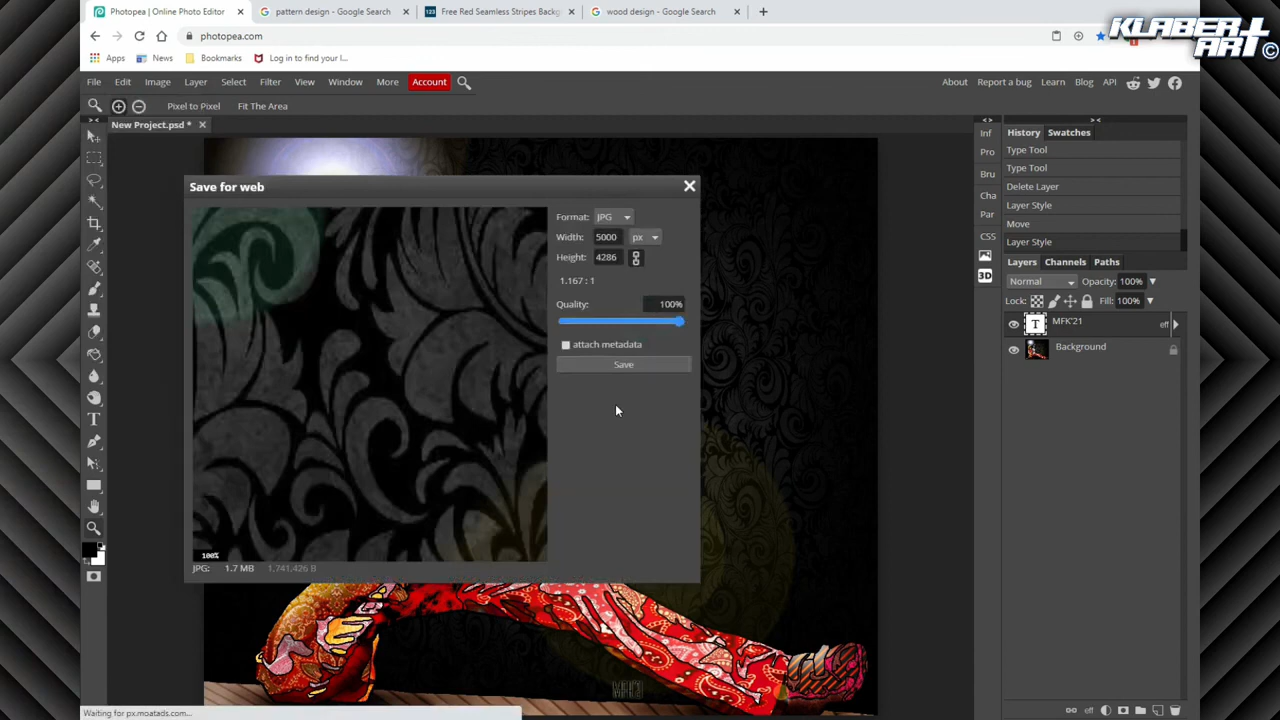 Photopea | Online Photo Editor
pattern design - Google Search
Free Red Seamless Stripes Backg
wood design - Google Search
KLABERT
ART ©
photopea.com
Apps
News
Bookmarks
Log in to find your l...
File
Edit
Image
Layer
Select
Filter
View
Window
More
Account
About
Report a bug
Learn
Blog
API
Pixel to Pixel
Fit The Area
New Project.psd *
Save for web
Format:
JPG
Width:
5000
px
Height:
4286
1.167 : 1
Quality:
100%
attach metadata
Save
100%
JPG:
1.7 MB
1,741,426 B
Inf
Pro
Bru
Cha
Par
CSS
3D
History
Swatches
Type Tool
Type Tool
Delete Layer
Layer Style
Move
Layer Style
Layers
Channels
Paths
Normal
Opacity:
100%
Lock:
Fill:
100%
T
MFK'21
eff
Background
T
MFK'21
eff
Waiting for px.moatads.com...